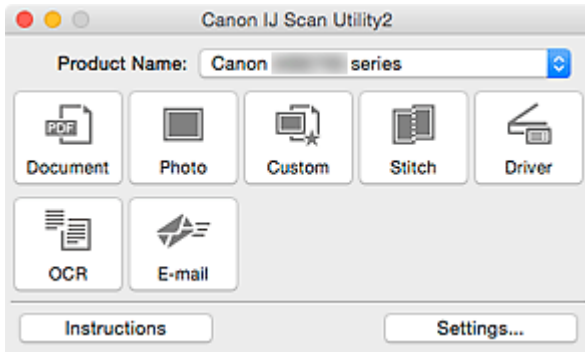 Canon IJ Scan Utility2
Product Name: Canon series
PDF
Document Photo Custom Stitch Driver
OCR E-mail
Instructions Settings...